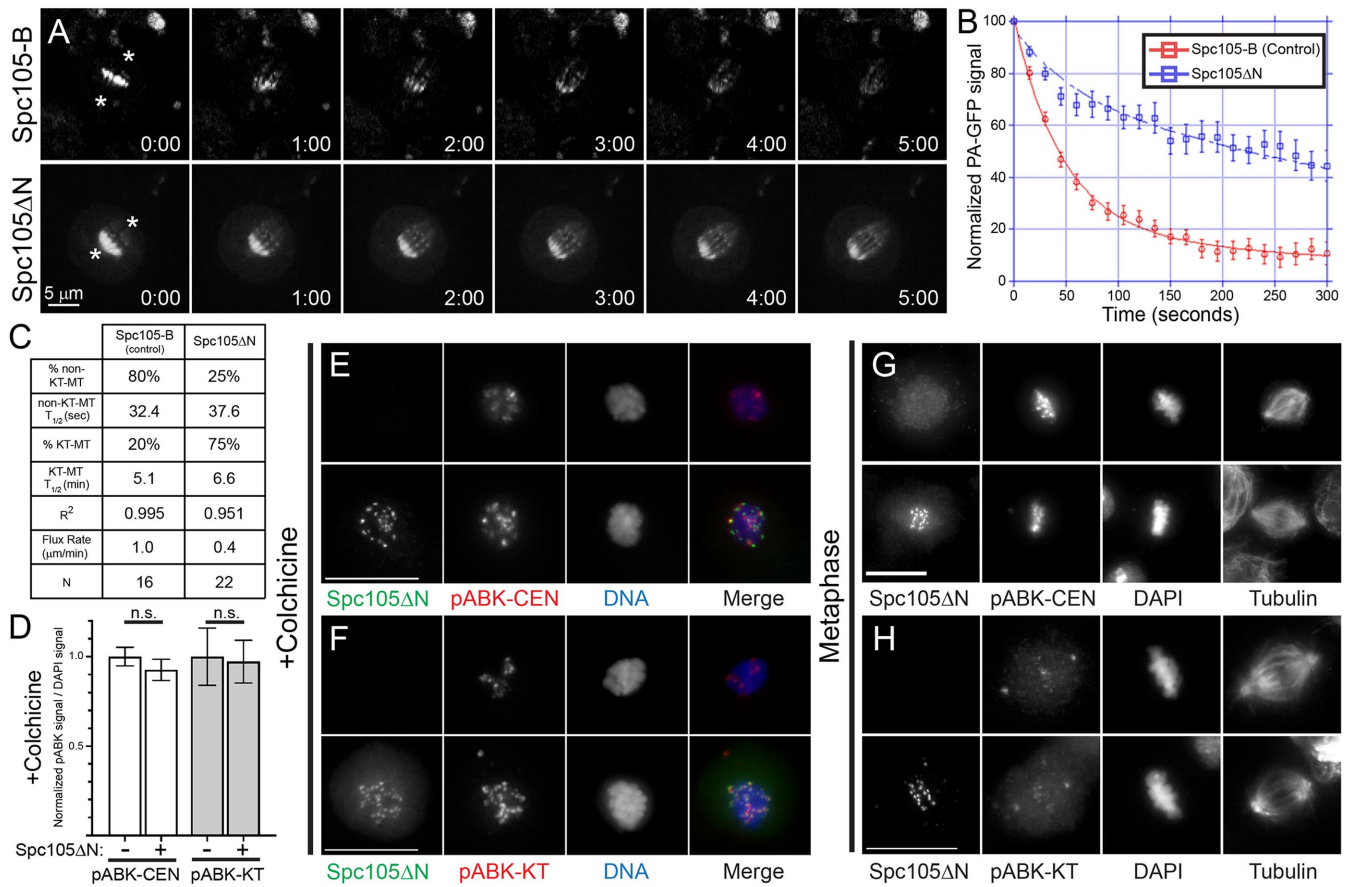 A
Spc105-B
*
*
0:00
1:00
2:00
3:00
4:00
5:00
Spc105ΔN
*
*
5 μm
0:00
1:00
2:00
3:00
4:00
5:00
B
Normalized PA-GFP signal
100
80
60
40
20
0
Spc105-B (Control)
Spc105ΔN
0
50
100
150
200
250
300
Time (seconds)
C
Spc105-B (control)
Spc105ΔN
% non-KT-MT
80%
25%
non-KT-MT T1/2 (sec)
32.4
37.6
% KT-MT
20%
75%
KT-MT T1/2 (min)
5.1
6.6
R2
0.995
0.951
Flux Rate (μm/min)
1.0
0.4
N
16
22
D
+Colchicine
Normalized pABK signal / DAPI signal
n.s.
n.s.
1.0
0.5
0
Spc105ΔN:
-
+
-
+
pABK-CEN
pABK-KT
+Colchicine
E
Spc105ΔN
pABK-CEN
DNA
Merge
F
Spc105ΔN
pABK-KT
DNA
Merge
Metaphase
G
Spc105ΔN
pABK-CEN
DAPI
Tubulin
H
Spc105ΔN
pABK-KT
DAPI
Tubulin